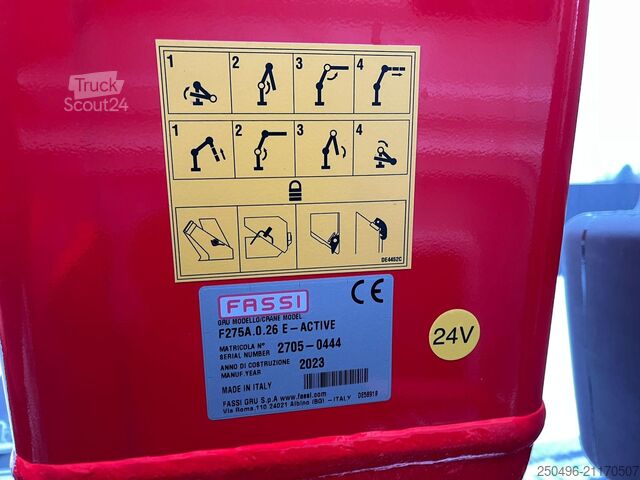 Truck
Scout24
1 2 3 4
1 2 3 4
DE4452C
FASSI CE
GRU MODELLO/CRANE MODEL
F275A.0.26 E-ACTIVE
MATRICOLA N°
SERIAL NUMBER 2705-0444
ANNO DI COSTRUZIONE
MANUF.YEAR 2023
MADE IN ITALY
FASSI GRU S.p.A www.fassi.com
Via Roma,110 24021 Albino (BG) - ITALY
24V
250496-21170507